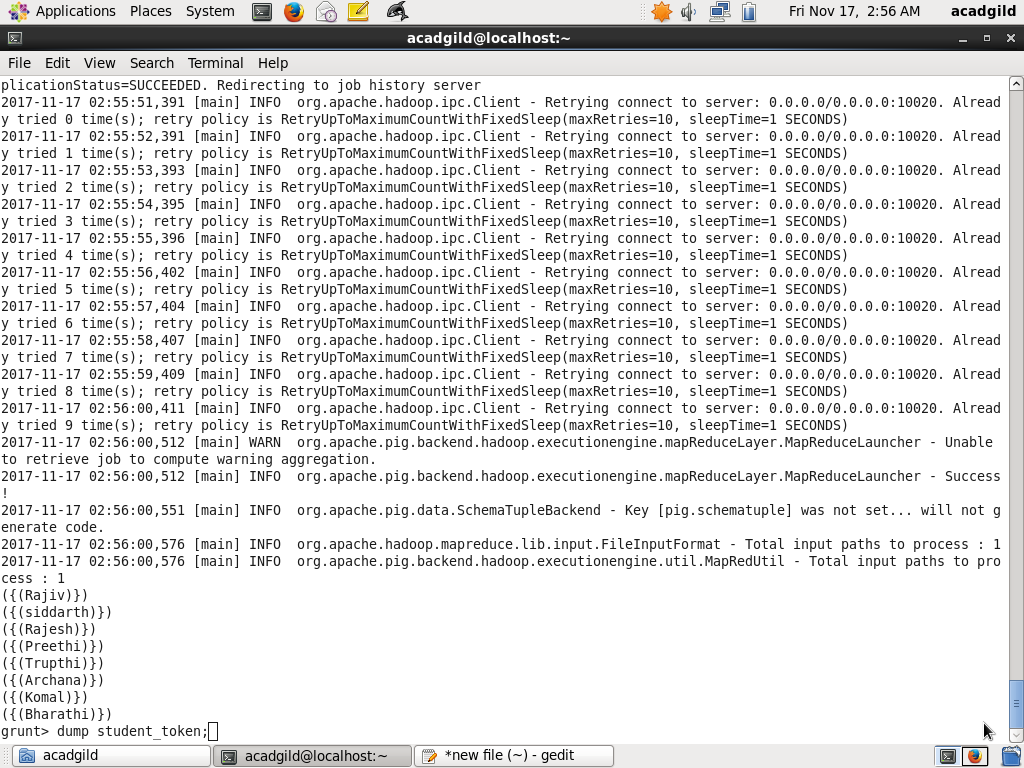 Applications Places System Fri Nov 17, 2:56 AM acadgild
acadgild@localhost:~
File Edit View Search Terminal Help
plicationStatus=SUCCEEDED. Redirecting to job history server
2017-11-17 02:55:51,391 [main] INFO  org.apache.hadoop.ipc.Client - Retrying connect to server: 0.0.0.0/0.0.0.0:10020. Alread
y tried 0 time(s); retry policy is RetryUpToMaximumCountWithFixedSleep(maxRetries=10, sleepTime=1 SECONDS)
2017-11-17 02:55:52,391 [main] INFO  org.apache.hadoop.ipc.Client - Retrying connect to server: 0.0.0.0/0.0.0.0:10020. Alread
y tried 1 time(s); retry policy is RetryUpToMaximumCountWithFixedSleep(maxRetries=10, sleepTime=1 SECONDS)
2017-11-17 02:55:53,393 [main] INFO  org.apache.hadoop.ipc.Client - Retrying connect to server: 0.0.0.0/0.0.0.0:10020. Alread
y tried 2 time(s); retry policy is RetryUpToMaximumCountWithFixedSleep(maxRetries=10, sleepTime=1 SECONDS)
2017-11-17 02:55:54,395 [main] INFO  org.apache.hadoop.ipc.Client - Retrying connect to server: 0.0.0.0/0.0.0.0:10020. Alread
y tried 3 time(s); retry policy is RetryUpToMaximumCountWithFixedSleep(maxRetries=10, sleepTime=1 SECONDS)
2017-11-17 02:55:55,396 [main] INFO  org.apache.hadoop.ipc.Client - Retrying connect to server: 0.0.0.0/0.0.0.0:10020. Alread
y tried 4 time(s); retry policy is RetryUpToMaximumCountWithFixedSleep(maxRetries=10, sleepTime=1 SECONDS)
2017-11-17 02:55:56,402 [main] INFO  org.apache.hadoop.ipc.Client - Retrying connect to server: 0.0.0.0/0.0.0.0:10020. Alread
y tried 5 time(s); retry policy is RetryUpToMaximumCountWithFixedSleep(maxRetries=10, sleepTime=1 SECONDS)
2017-11-17 02:55:57,404 [main] INFO  org.apache.hadoop.ipc.Client - Retrying connect to server: 0.0.0.0/0.0.0.0:10020. Alread
y tried 6 time(s); retry policy is RetryUpToMaximumCountWithFixedSleep(maxRetries=10, sleepTime=1 SECONDS)
2017-11-17 02:55:58,407 [main] INFO  org.apache.hadoop.ipc.Client - Retrying connect to server: 0.0.0.0/0.0.0.0:10020. Alread
y tried 7 time(s); retry policy is RetryUpToMaximumCountWithFixedSleep(maxRetries=10, sleepTime=1 SECONDS)
2017-11-17 02:55:59,409 [main] INFO  org.apache.hadoop.ipc.Client - Retrying connect to server: 0.0.0.0/0.0.0.0:10020. Alread
y tried 8 time(s); retry policy is RetryUpToMaximumCountWithFixedSleep(maxRetries=10, sleepTime=1 SECONDS)
2017-11-17 02:56:00,411 [main] INFO  org.apache.hadoop.ipc.Client - Retrying connect to server: 0.0.0.0/0.0.0.0:10020. Alread
y tried 9 time(s); retry policy is RetryUpToMaximumCountWithFixedSleep(maxRetries=10, sleepTime=1 SECONDS)
2017-11-17 02:56:00,512 [main] WARN  org.apache.pig.backend.hadoop.executionengine.mapReduceLayer.MapReduceLauncher - Unable
to retrieve job to compute warning aggregation.
2017-11-17 02:56:00,512 [main] INFO  org.apache.pig.backend.hadoop.executionengine.mapReduceLayer.MapReduceLauncher - Success
!
2017-11-17 02:56:00,551 [main] INFO  org.apache.pig.data.SchemaTupleBackend - Key [pig.schematuple] was not set... will not g
enerate code.
2017-11-17 02:56:00,576 [main] INFO  org.apache.hadoop.mapreduce.lib.input.FileInputFormat - Total input paths to process : 1
2017-11-17 02:56:00,576 [main] INFO  org.apache.pig.backend.hadoop.executionengine.util.MapRedUtil - Total input paths to pro
cess : 1
({(Rajiv)})
({(siddarth)})
({(Rajesh)})
({(Preethi)})
({(Trupthi)})
({(Archana)})
({(Komal)})
({(Bharathi)})
grunt> dump student_token;
acadgild acadgild@localhost:~ *new file (~) - gedit